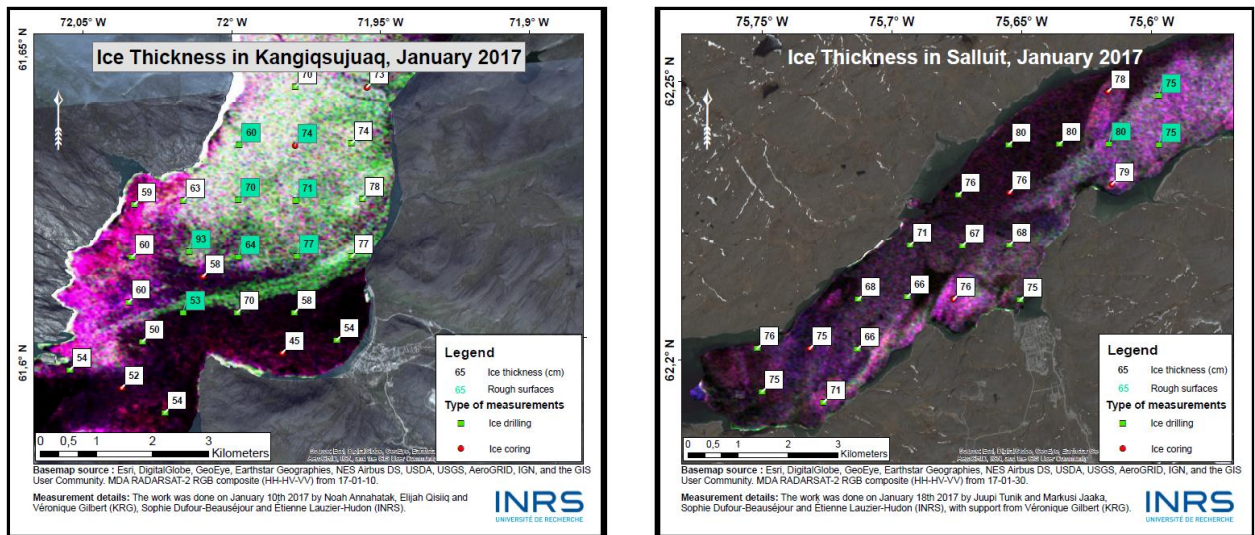 72,05° W
72° W
71,95° W
71,9° W
61,65° N
61,6° N
Ice Thickness in Kangiqsujuaq, January 2017
70
73
60
74
74
59
63
70
71
78
60
93
64
77
77
58
60
53
70
58
50
54
45
54
52
54
Legend
65 Ice thickness (cm)
65 Rough surfaces
Type of measurements
Ice drilling
Ice coring
0 0,5 1 2 3
Kilometers
Basemap source : Esri, DigitalGlobe, GeoEye, Earthstar Geographies, NES Airbus DS, USDA, USGS, AeroGRID, IGN, and the GIS
User Community. MDA RADARSAT-2 RGB composite (HH-HV-VV) from 17-01-10.
Measurement details: The work was done on January 10th 2017 by Noah Annahatak, Elijah Qisiiq and
Véronique Gilbert (KRG), Sophie Dufour-Beauséjour and Étienne Lauzier-Hudon (INRS).
INRS
UNIVERSITÉ DE RECHERCHE
75,75° W
75,7° W
75,65° W
75,6° W
62,25° N
62,2° N
Ice Thickness in Salluit, January 2017
78
75
80
80
80
75
76
76
79
71
67
68
68
66
76
75
76
75
66
75
71
Legend
65 Ice thickness (cm)
65 Rough surfaces
Type of measurements
Ice drilling
Ice coring
0 0,5 1 2 3
Kilometers
Basemap source : Esri, DigitalGlobe, GeoEye, Earthstar Geographies, NES Airbus DS, USDA, USGS, AeroGRID, IGN, and the GIS
User Community. MDA RADARSAT-2 RGB composite (HH-HV-VV) from 17-01-30.
Measurement details: The work was done on January 18th 2017 by Juupi Tunik and Markusi Jaaka,
Sophie Dufour-Beauséjour and Étienne Lauzier-Hudon (INRS), with support from Véronique Gilbert (KRG).
INRS
UNIVERSITÉ DE RECHERCHE